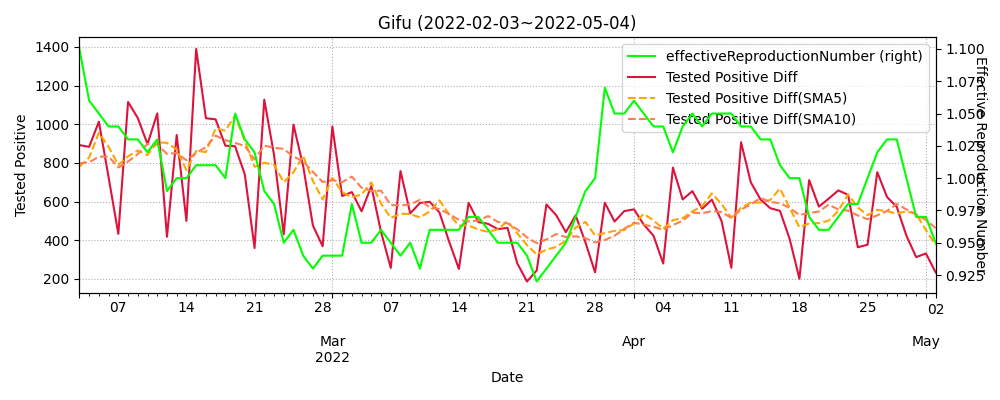 Gifu (2022-02-03~2022-05-04)
effectiveReproductionNumber (right)
Tested Positive Diff
Tested Positive Diff(SMA5)
Tested Positive Diff(SMA10)
Tested Positive
1400
1200
1000
800
600
400
200
1.100
1.075
1.050
1.025
1.000
0.975
0.950
0.925
Effective Reproduction Number
07 14 21 28 07 14 21 28 04 11 18 25 02
Mar Apr May
2022
Date